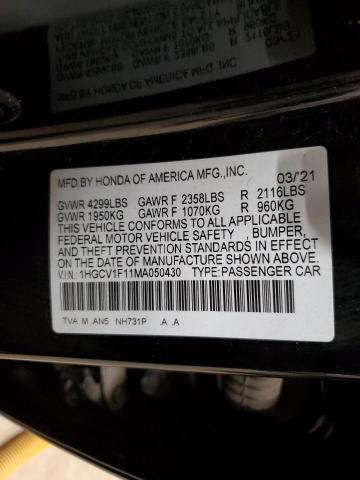 MFD.BY HONDA OF AMERICA MFG.,INC. 03/'21
GVWR 4299LBS GAWR F 2358LBS R 2116LBS
GVWR 1950KG GAWR F 1070KG R 960KG
THIS VEHICLE CONFORMS TO ALL APPLICABLE
FEDERAL MOTOR VEHICLE SAFETY , BUMPER,
AND THEFT PREVENTION STANDARDS IN EFFECT
ON THE DATE OF MANUFACTURE SHOWN ABOVE.
V.I.N: 1HGCV1F11MA050430 TYPE:PASSENGER CAR
TVA M AN5 NH731P .A .A